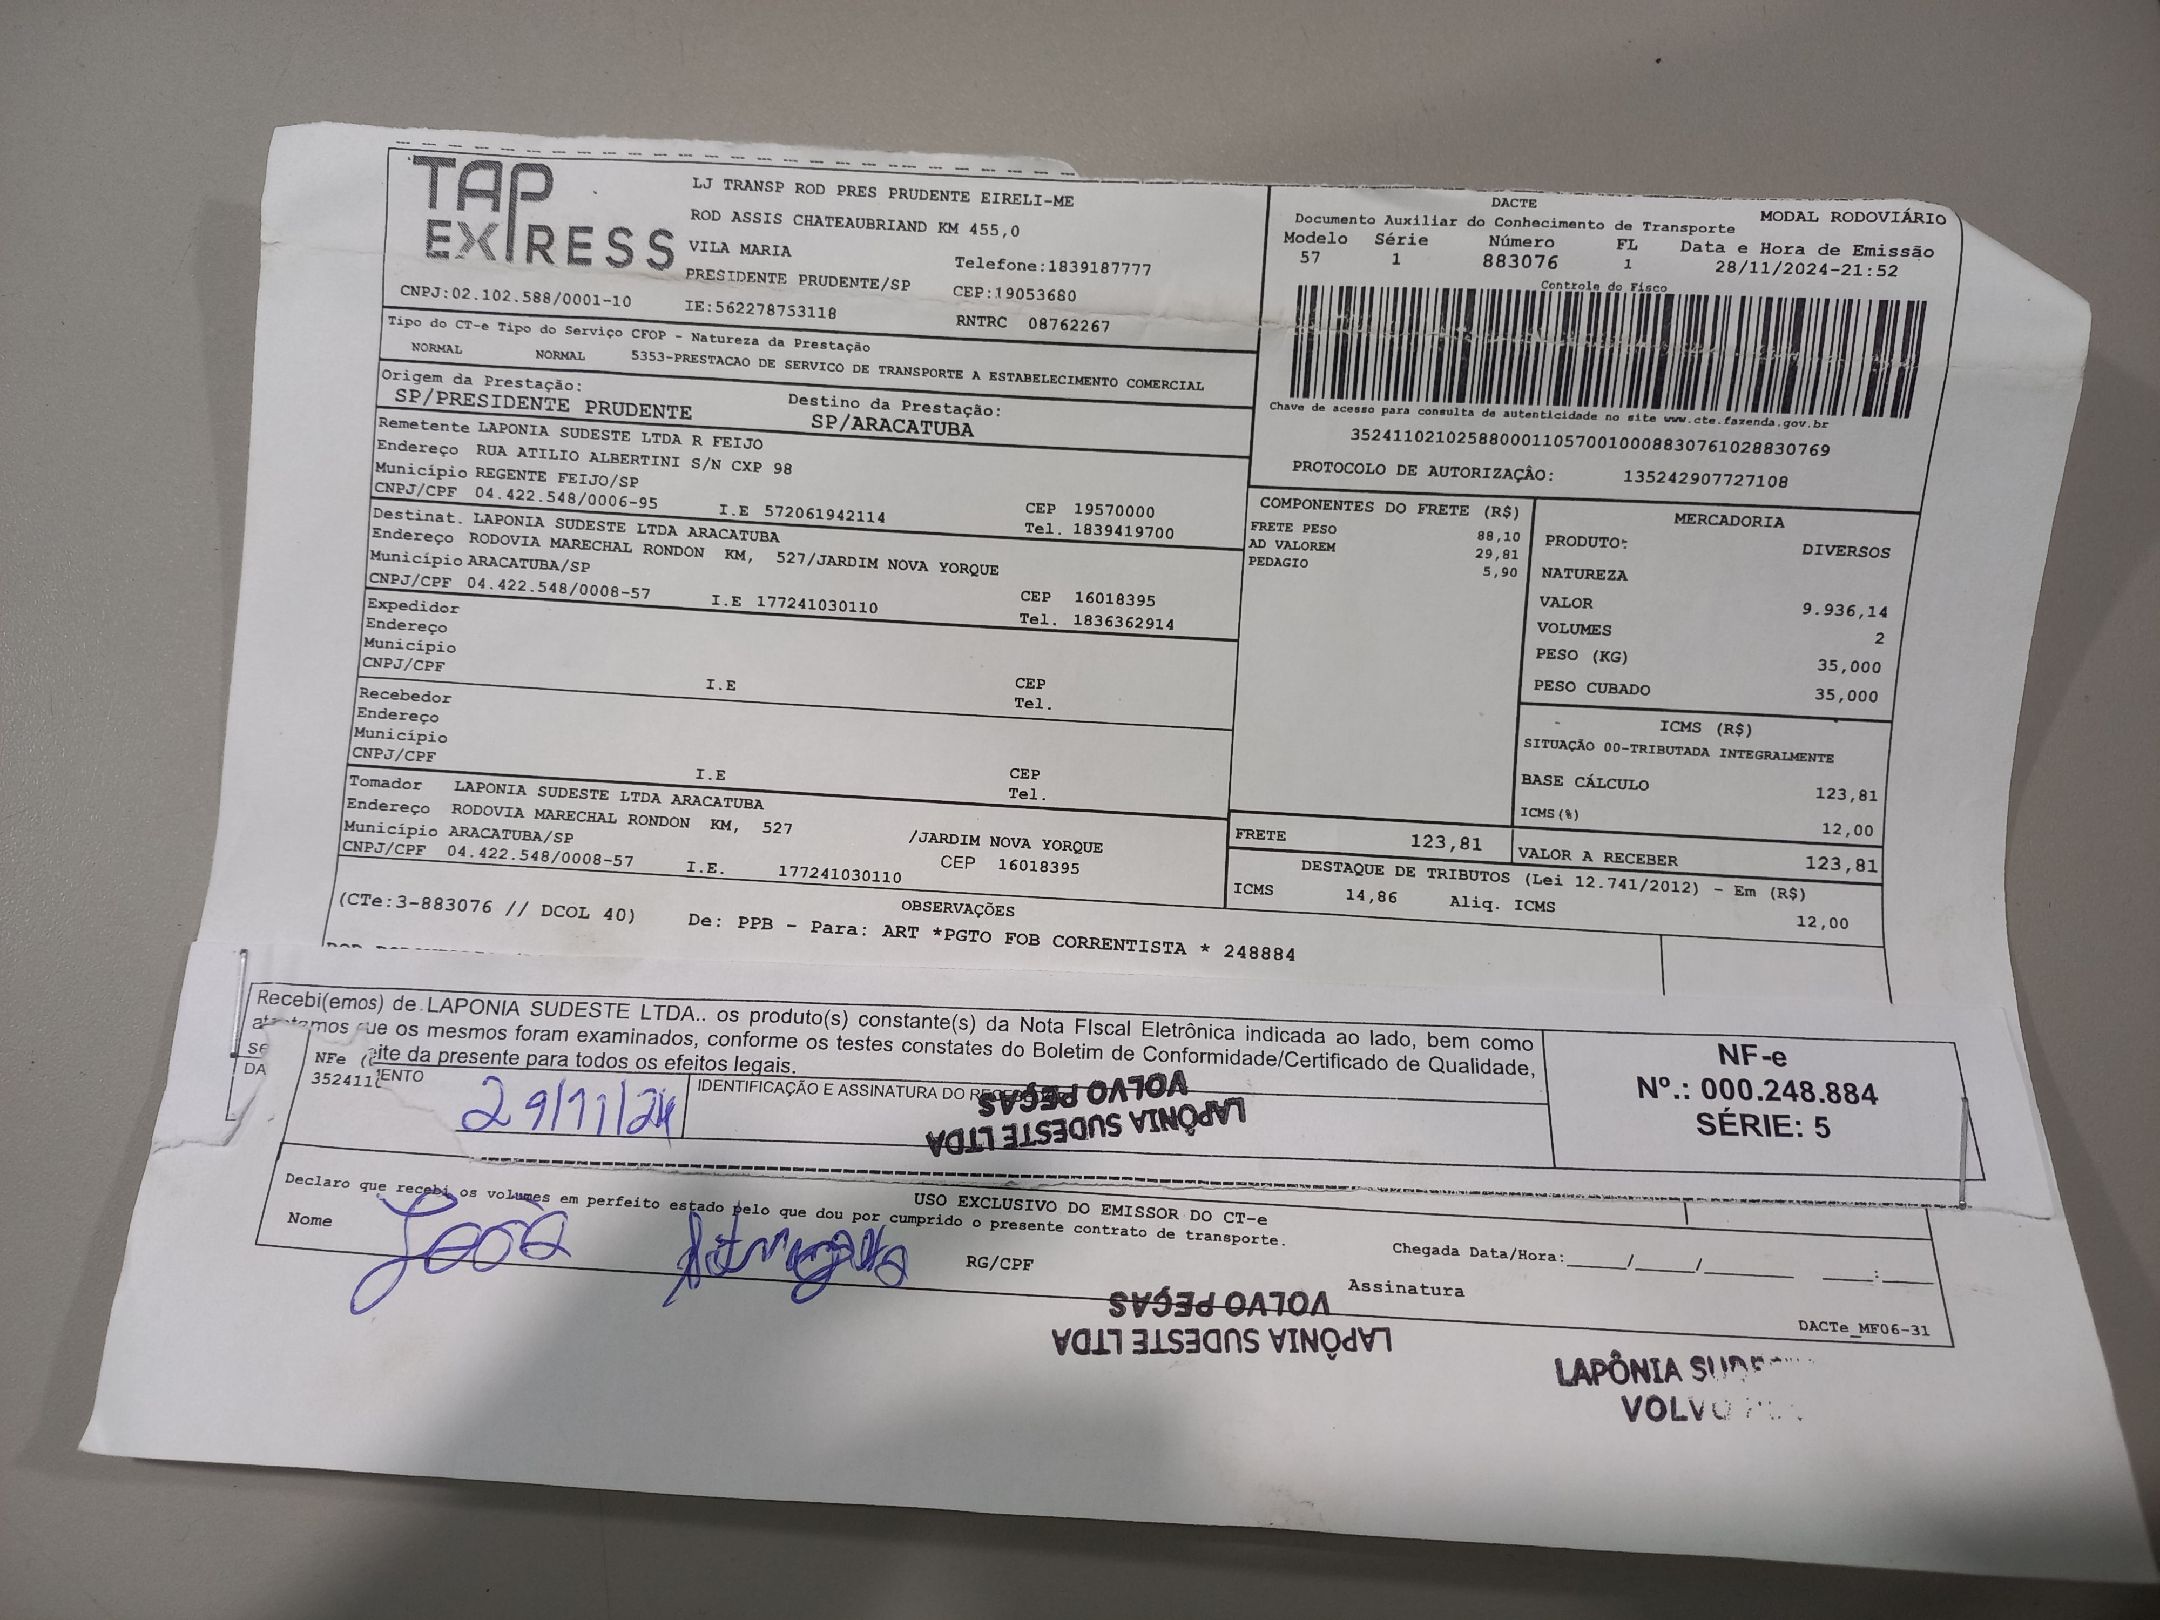 TAP
EXPRESS
LJ TRANSP ROD PRES PRUDENTE EIRELI-ME
ROD ASSIS CHATEAUBRIAND KM 455,0
VILA MARIA
Telefone:1839187777
PRESIDENTE PRUDENTE/SP CEP:19053680
CNPJ:02.102.588/0001-10 IE:562278753118 RNTRC 08762267
DACTE
Documento Auxiliar do Conhecimento de Transporte
MODAL RODOVIÁRIO
Modelo Série Número FL Data e Hora de Emissão
57 1 883076 1 28/11/2024-21:52
Controle do Fisco
Chave de acesso para consulta de autenticidade no site www.cte.fazenda.gov.br
35241102102588000110570010008830761028830769
PROTOCOLO DE AUTORIZAÇÂO: 135242907727108
Tipo do CT-e Tipo do Serviço CFOP - Natureza da Prestação
NORMAL NORMAL 5353-PRESTACAO DE SERVICO DE TRANSPORTE A ESTABELECIMENTO COMERCIAL
Origem da Prestação: Destino da Prestação:
SP/PRESIDENTE PRUDENTE SP/ARACATUBA
Remetente LAPONIA SUDESTE LTDA R FEIJO
Endereço RUA ATILIO ALBERTINI S/N CXP 98
Município REGENTE FEIJO/SP CEP 19570000
CNPJ/CPF 04.422.548/0006-95 I.E 572061942114 Tel. 1839419700
Destinat. LAPONIA SUDESTE LTDA ARACATUBA
Endereço RODOVIA MARECHAL RONDON KM, 527/JARDIM NOVA YORQUE
Município ARACATUBA/SP CEP 16018395
CNPJ/CPF 04.422.548/0008-57 I.E 177241030110 Tel. 1836362914
Expedidor
Endereço
Município CEP
CNPJ/CPF I.E Tel.
Recebedor
Endereço
Município CEP
CNPJ/CPF I.E Tel.
Tomador LAPONIA SUDESTE LTDA ARACATUBA
Endereço RODOVIA MARECHAL RONDON KM, 527 /JARDIM NOVA YORQUE
Município ARACATUBA/SP CEP 16018395
CNPJ/CPF 04.422.548/0008-57 I.E. 177241030110
COMPONENTES DO FRETE (R$)
FRETE PESO 88,10
AD VALOREM 29,81
PEDAGIO 5,90
MERCADORIA
PRODUTO: DIVERSOS
NATUREZA
VALOR 9.936,14
VOLUMES 2
PESO (KG) 35,000
PESO CUBADO 35,000
ICMS (R$)
SITUAÇÃO 00-TRIBUTADA INTEGRALMENTE
BASE CÁLCULO 123,81
ICMS(%) 12,00
FRETE 123,81 VALOR A RECEBER 123,81
DESTAQUE DE TRIBUTOS (Lei 12.741/2012) - Em (R$)
ICMS 14,86 Aliq. ICMS 12,00
OBSERVAÇÕES
(CTe:3-883076 // DCOL 40) De: PPB - Para: ART *PGTO FOB CORRENTISTA * 248884
Recebi(emos) de LAPONIA SUDESTE LTDA.. os produto(s) constante(s) da Nota FIscal Eletrônica indicada ao lado, bem como
que os mesmos foram examinados, conforme os testes constates do Boletim de Conformidade/Certificado de Qualidade,
da presente para todos os efeitos legais.
NFe
352411
29/11/24
IDENTIFICAÇÃO E ASSINATURA DO
LAPÔNIA SUDESTE LTDA
VOLVO PEÇAS
NF-e
Nº.: 000.248.884
SÉRIE: 5
USO EXCLUSIVO DO EMISSOR DO CT-e
Declaro que recebi os volumes em perfeito estado pelo que dou por cumprido o presente contrato de transporte.
Nome RG/CPF Assinatura
Chegada Data/Hora:____/____/______ ____:____
DACTe_MF06-31
LAPÔNIA SUDESTE LTDA
VOLVO PEÇAS
LAPÔNIA
VOLVO